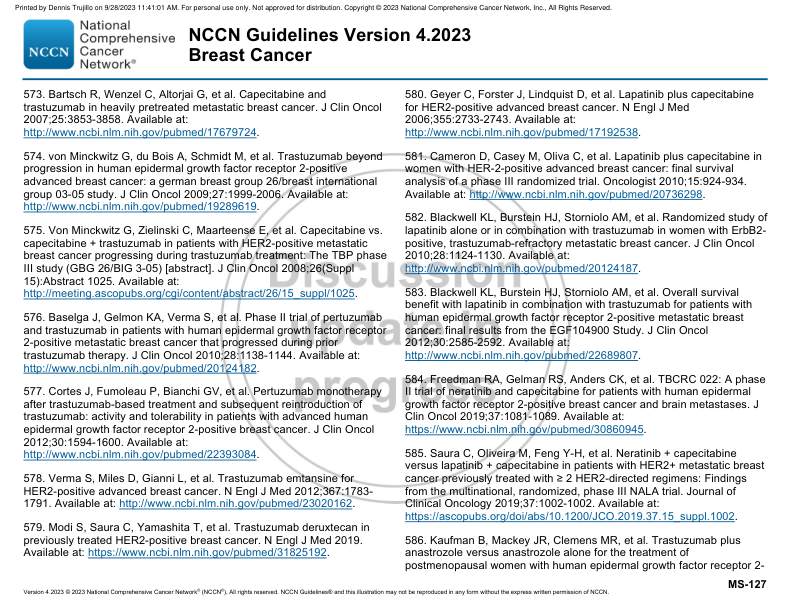 Printed by Dennis Trujillo on 9/28/2023 11:41:01 AM. For personal use only. Not approved for distribution. Copyright © 2023 National Comprehensive Cancer Network, Inc., All Rights Reserved.
NCCN
National
Comprehensive
Cancer
Network®
NCCN Guidelines Version 4.2023
Breast Cancer
573. Bartsch R, Wenzel C, Altorjai G, et al. Capecitabine and
trastuzumab in heavily pretreated metastatic breast cancer. J Clin Oncol
2007;25:3853-3858. Available at:
http://www.ncbi.nlm.nih.gov/pubmed/17679724.
574. von Minckwitz G, du Bois A, Schmidt M, et al. Trastuzumab beyond
progression in human epidermal growth factor receptor 2-positive
advanced breast cancer: a german breast group 26/breast international
group 03-05 study. J Clin Oncol 2009;27:1999-2006. Available at:
http://www.ncbi.nlm.nih.gov/pubmed/19289619.
575. Von Minckwitz G, Zielinski C, Maarteense E, et al. Capecitabine vs.
capecitabine + trastuzumab in patients with HER2-positive metastatic
breast cancer progressing during trastuzumab treatment: The TBP phase
III study (GBG 26/BIG 3-05) [abstract]. J Clin Oncol 2008;26(Suppl
15):Abstract 1025. Available at:
http://meeting.ascopubs.org/cgi/content/abstract/26/15_suppl/1025.
576. Baselga J, Gelmon KA, Verma S, et al. Phase II trial of pertuzumab
and trastuzumab in patients with human epidermal growth factor receptor
2-positive metastatic breast cancer that progressed during prior
trastuzumab therapy. J Clin Oncol 2010;28:1138-1144. Available at:
http://www.ncbi.nlm.nih.gov/pubmed/20124182.
577. Cortes J, Fumoleau P, Bianchi GV, et al. Pertuzumab monotherapy
after trastuzumab-based treatment and subsequent reintroduction of
trastuzumab: activity and tolerability in patients with advanced human
epidermal growth factor receptor 2-positive breast cancer. J Clin Oncol
2012;30:1594-1600. Available at:
http://www.ncbi.nlm.nih.gov/pubmed/22393084.
578. Verma S, Miles D, Gianni L, et al. Trastuzumab emtansine for
HER2-positive advanced breast cancer. N Engl J Med 2012;367:1783-
1791. Available at: http://www.ncbi.nlm.nih.gov/pubmed/23020162.
579. Modi S, Saura C, Yamashita T, et al. Trastuzumab deruxtecan in
previously treated HER2-positive breast cancer. N Engl J Med 2019.
Available at: https://www.ncbi.nlm.nih.gov/pubmed/31825192.
580. Geyer C, Forster J, Lindquist D, et al. Lapatinib plus capecitabine
for HER2-positive advanced breast cancer. N Engl J Med
2006;355:2733-2743. Available at:
http://www.ncbi.nlm.nih.gov/pubmed/17192538.
581. Cameron D, Casey M, Oliva C, et al. Lapatinib plus capecitabine in
women with HER-2-positive advanced breast cancer: final survival
analysis of a phase III randomized trial. Oncologist 2010;15:924-934.
Available at: http://www.ncbi.nlm.nih.gov/pubmed/20736298.
582. Blackwell KL, Burstein HJ, Storniolo AM, et al. Randomized study of
lapatinib alone or in combination with trastuzumab in women with ErbB2-
positive, trastuzumab-refractory metastatic breast cancer. J Clin Oncol
2010;28:1124-1130. Available at:
http://www.ncbi.nlm.nih.gov/pubmed/20124187.
583. Blackwell KL, Burstein HJ, Storniolo AM, et al. Overall survival
benefit with lapatinib in combination with trastuzumab for patients with
human epidermal growth factor receptor 2-positive metastatic breast
cancer: final results from the EGF104900 Study. J Clin Oncol
2012;30:2585-2592. Available at:
http://www.ncbi.nlm.nih.gov/pubmed/22689807.
584. Freedman RA, Gelman RS, Anders CK, et al. TBCRC 022: A phase
II trial of neratinib and capecitabine for patients with human epidermal
growth factor receptor 2-positive breast cancer and brain metastases. J
Clin Oncol 2019;37:1081-1089. Available at:
https://www.ncbi.nlm.nih.gov/pubmed/30860945.
585. Saura C, Oliveira M, Feng Y-H, et al. Neratinib + capecitabine
versus lapatinib + capecitabine in patients with HER2+ metastatic breast
cancer previously treated with ≥ 2 HER2-directed regimens: Findings
from the multinational, randomized, phase III NALA trial. Journal of
Clinical Oncology 2019;37:1002-1002. Available at:
https://ascopubs.org/doi/abs/10.1200/JCO.2019.37.15_suppl.1002.
586. Kaufman B, Mackey JR, Clemens MR, et al. Trastuzumab plus
anastrozole versus anastrozole alone for the treatment of
postmenopausal women with human epidermal growth factor receptor 2-
Discussion
update in
progress
MS-127
Version 4.2023 © 2023 National Comprehensive Cancer Network® (NCCN®), All rights reserved. NCCN Guidelines® and this illustration may not be reproduced in any form without the express written permission of NCCN.